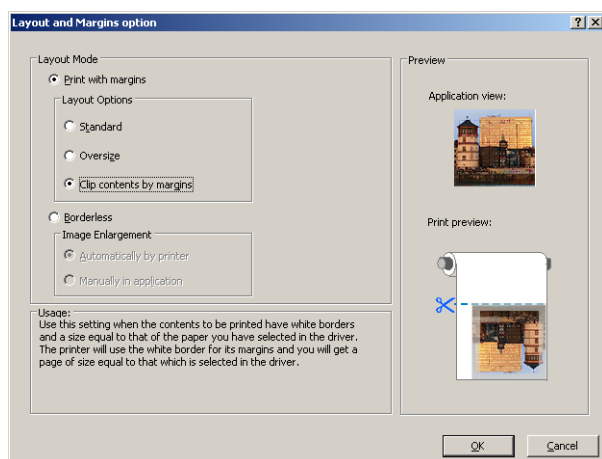 Layout and Margins option
Layout Mode
Print with margins
Layout Options
Standard
Oversize
Clip contents by margins
Borderless
Image Enlargement
Automatically by printer
Manually in application
Usage:
Use this setting when the contents to be printed have white borders
and a size equal to that of the paper you have selected in the driver.
The printer will use the white border for its margins and you will get a
page of size equal to that which is selected in the driver.
Preview
Application view:
Print preview:
OK
Cancel